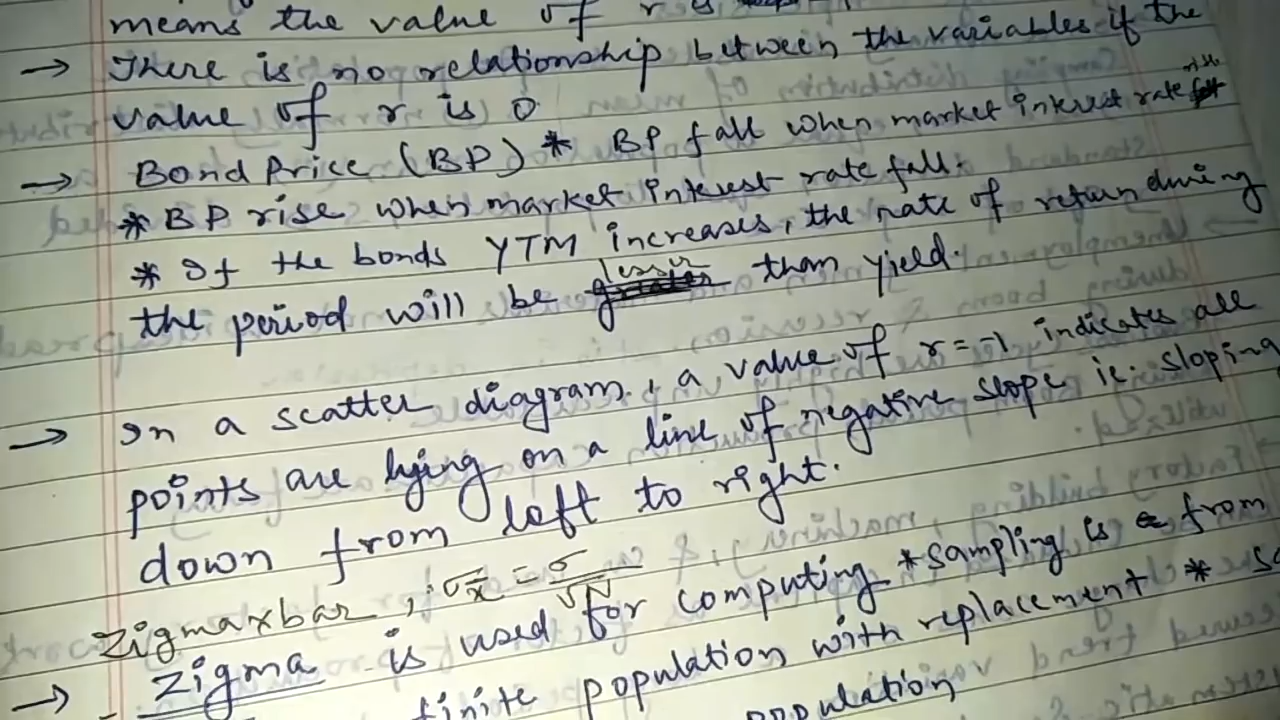 means the value of r is
→ There is no relationship between the variables if the
value of r is 0
→ Bond Price (BP) * BP fall when market interest rate rise
* BP rise when market interest rate fall.
* If the bonds YTM increases, the rate of return during
the period will be lesser than yield.
→ In a scatter diagram, a value of r = -1 indicates all
points are lying on a line of negative slope ie. sloping
down from left to right.
Zigmaxbar, σx̄ = σ/√N
→ Zigma is used for computing * sampling is from
finite population with replacement *
population